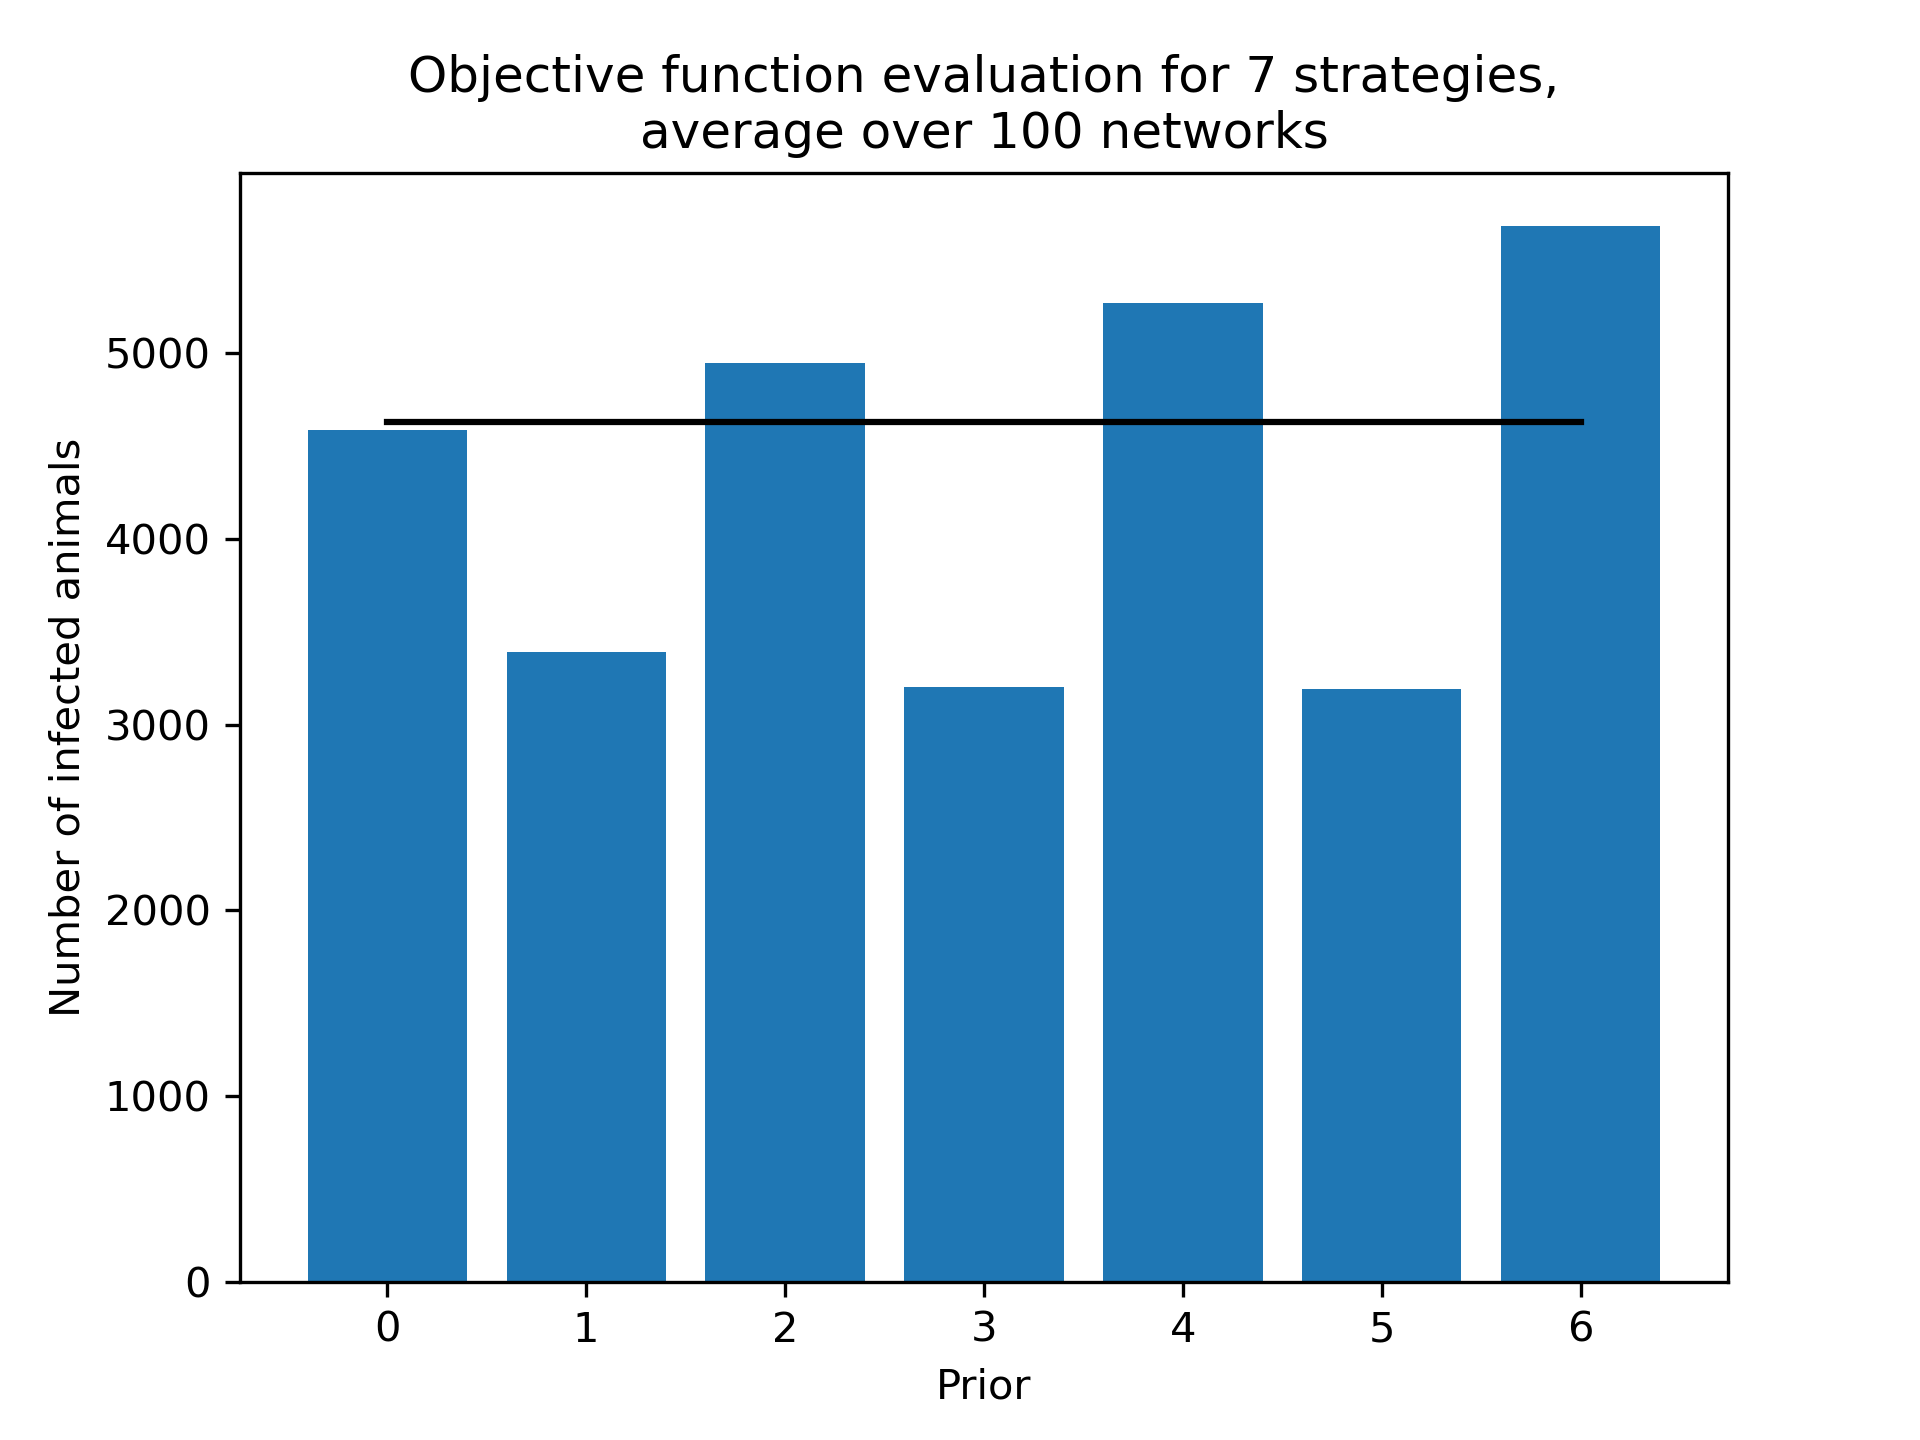 Objective function evaluation for 7 strategies,
average over 100 networks
Number of infected animals
5000
4000
3000
2000
1000
0
0 1 2 3 4 5 6
Prior